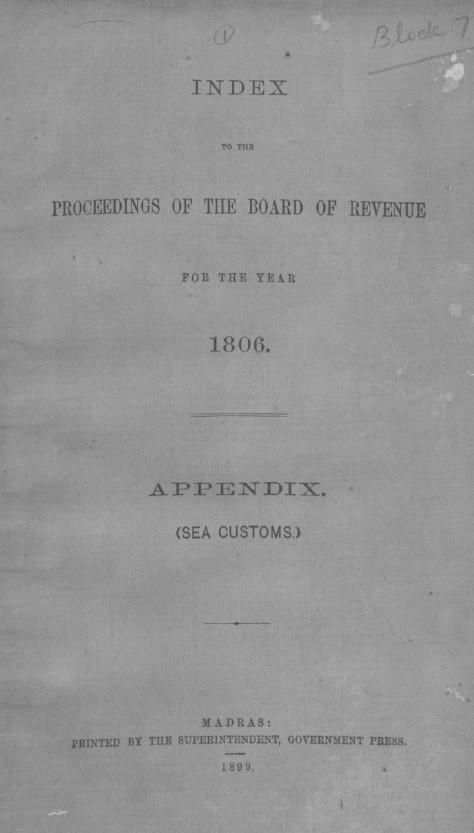 ①
Block 7
INDEX
TO THE
PROCEEDINGS OF THE BOARD OF REVENUE
FOR THE YEAR
1806.
APPENDIX.
(SEA CUSTOMS.)
MADRAS:
PRINTED BY THE SUPERINTENDENT, GOVERNMENT PRESS.
1899.